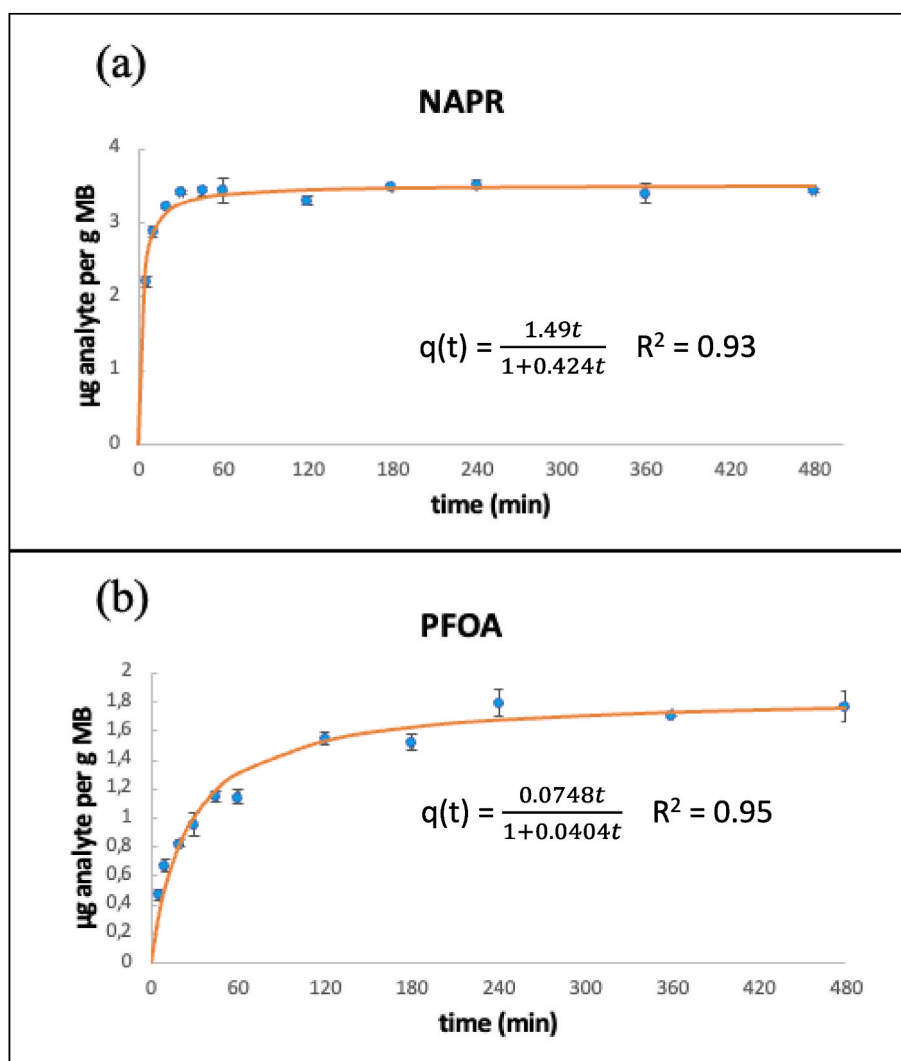 (a)
NAPR
µg analyte per g MB
4
3
2
1
0
q(t) = 1.49t / 1+0.424t R² = 0.93
0 60 120 180 240 300 360 420 480
time (min)
(b)
PFOA
µg analyte per g MB
2
1,8
1,6
1,4
1,2
1
0,8
0,6
0,4
0,2
0
q(t) = 0.0748t / 1+0.0404t R² = 0.95
0 60 120 180 240 300 360 420 480
time (min)